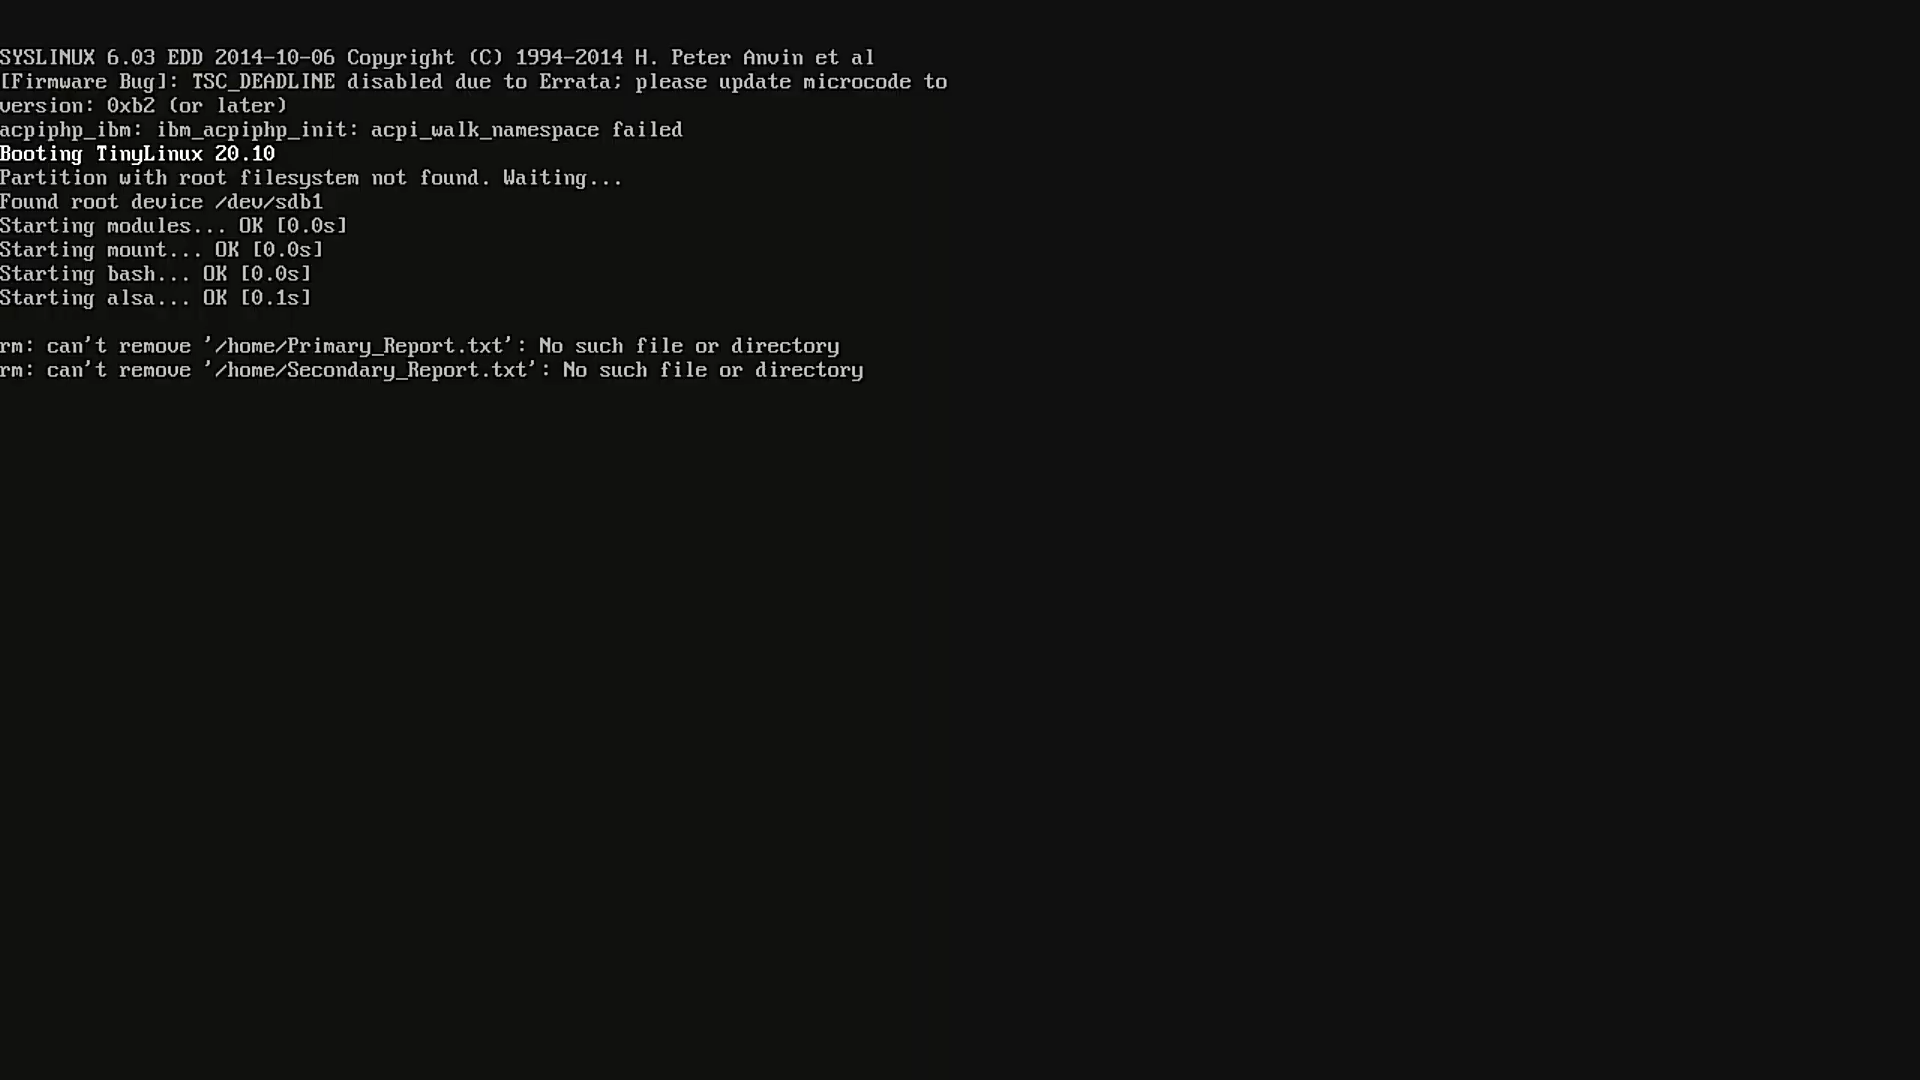 SYSLINUX 6.03 EDD 2014-10-06 Copyright (C) 1994-2014 H. Peter Anvin et al
[Firmware Bug]: TSC_DEADLINE disabled due to Errata; please update microcode to
version: 0xb2 (or later)
acpiphp_ibm: ibm_acpiphp_init: acpi_walk_namespace failed
Booting TinyLinux 20.10
Partition with root filesystem not found. Waiting...
Found root device /dev/sdb1
Starting modules... OK [0.0s]
Starting mount... OK [0.0s]
Starting bash... OK [0.0s]
Starting alsa... OK [0.1s]
rm: can't remove '/home/Primary_Report.txt': No such file or directory
rm: can't remove '/home/Secondary_Report.txt': No such file or directory